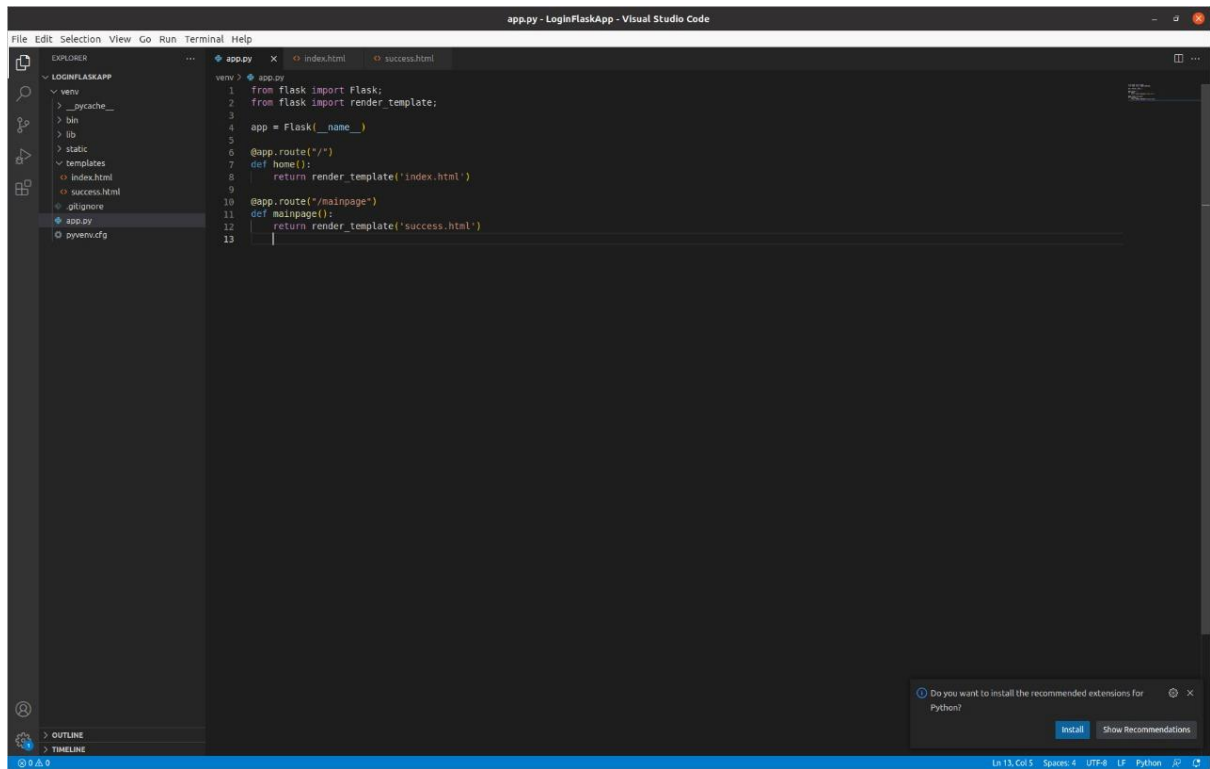 app.py - LoginFlaskApp - Visual Studio Code
File Edit Selection View Go Run Terminal Help
EXPLORER
LOGINFLASKAPP
venv
__pycache__
bin
lib
static
templates
index.html
success.html
.gitignore
app.py
pyvenv.cfg
OUTLINE
TIMELINE
app.py index.html success.html
venv > app.py
1 from flask import Flask;
2 from flask import render_template;
3
4 app = Flask(__name__)
5
6 @app.route("/")
7 def home():
8 return render_template('index.html')
9
10 @app.route("/mainpage")
11 def mainpage():
12 return render_template('success.html')
13
Do you want to install the recommended extensions for
Python?
Install Show Recommendations
1
0 0 Ln 13, Col 5 Spaces: 4 UTF-8 LF Python